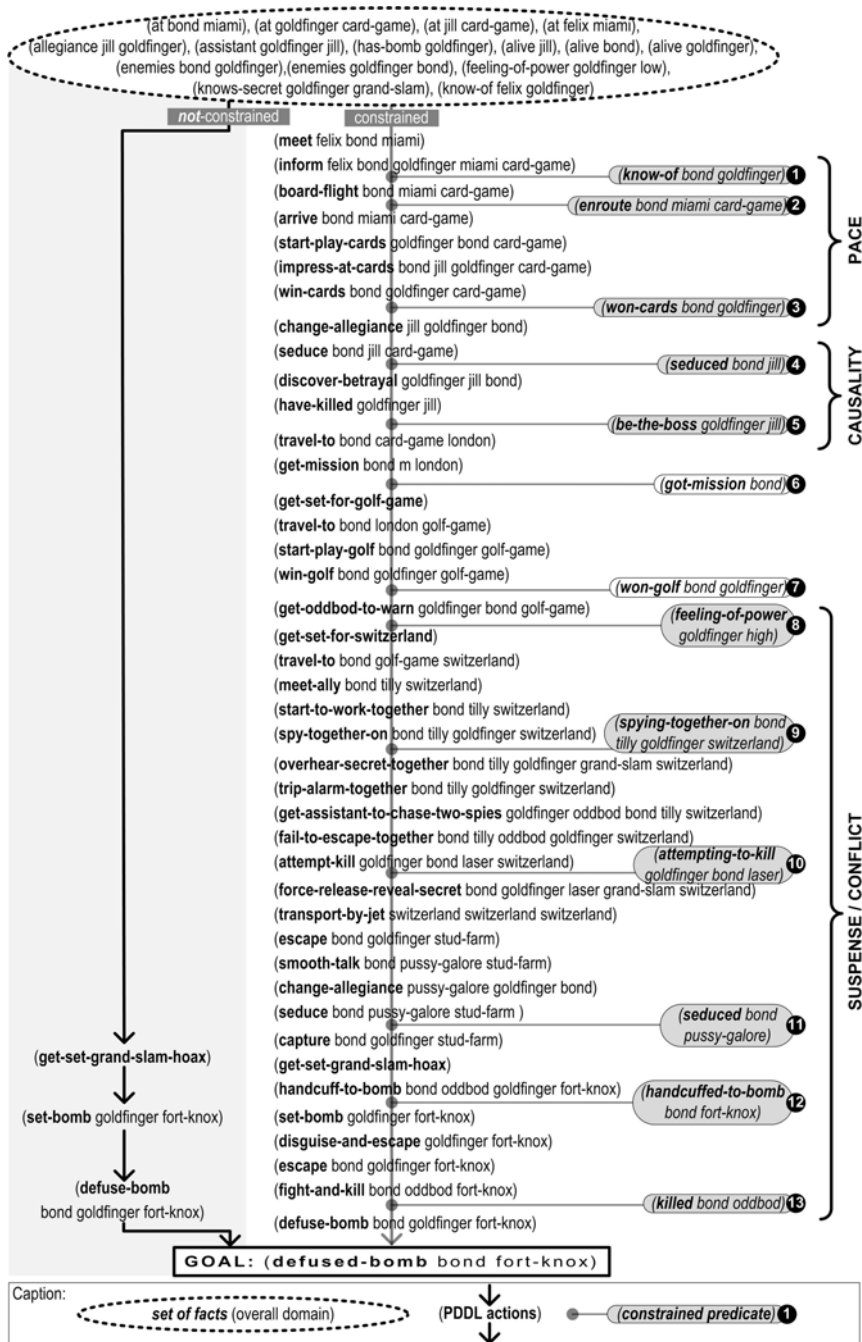 (at bond miami), (at goldfinger card-game), (at jill card-game), (at felix miami),
(allegiance jill goldfinger), (assistant goldfinger jill), (has-bomb goldfinger), (alive jill), (alive bond), (alive goldfinger),
(enemies bond goldfinger),(enemies goldfinger bond), (feeling-of-power goldfinger low),
(knows-secret goldfinger grand-slam), (know-of felix goldfinger)
not-constrained
constrained
(meet felix bond miami)
(inform felix bond goldfinger miami card-game)
(know-of bond goldfinger) 1
(board-flight bond miami card-game)
(enroute bond miami card-game) 2
(arrive bond miami card-game)
(start-play-cards goldfinger bond card-game)
(impress-at-cards bond jill goldfinger card-game)
(win-cards bond goldfinger card-game)
(won-cards bond goldfinger) 3
(change-allegiance jill goldfinger bond)
PACE
(seduce bond jill card-game)
(seduced bond jill) 4
(discover-betrayal goldfinger jill bond)
(have-killed goldfinger jill)
(be-the-boss goldfinger jill) 5
(travel-to bond card-game london)
CAUSALITY
(get-mission bond m london)
(got-mission bond) 6
(get-set-for-golf-game)
(travel-to bond london golf-game)
(start-play-golf bond goldfinger golf-game)
(win-golf bond goldfinger golf-game)
(won-golf bond goldfinger) 7
(get-oddbod-to-warn goldfinger bond golf-game)
(feeling-of-power
goldfinger high) 8
(get-set-for-switzerland)
(travel-to bond golf-game switzerland)
(meet-ally bond tilly switzerland)
(start-to-work-together bond tilly switzerland)
(spy-together-on bond tilly goldfinger switzerland)
(spying-together-on bond
tilly goldfinger switzerland) 9
(overhear-secret-together bond tilly goldfinger grand-slam switzerland)
(trip-alarm-together bond tilly goldfinger switzerland)
(get-assistant-to-chase-two-spies goldfinger oddbod bond tilly switzerland)
(fail-to-escape-together bond tilly oddbod goldfinger switzerland)
(attempt-kill goldfinger bond laser switzerland)
(attempting-to-kill
goldfinger bond laser) 10
(force-release-reveal-secret bond goldfinger laser grand-slam switzerland)
(transport-by-jet switzerland switzerland switzerland)
(escape bond goldfinger stud-farm)
(smooth-talk bond pussy-galore stud-farm)
(change-allegiance pussy-galore goldfinger bond)
(seduce bond pussy-galore stud-farm )
(seduced bond
pussy-galore) 11
(capture bond goldfinger stud-farm)
(get-set-grand-slam-hoax)
(handcuff-to-bomb bond oddbod goldfinger fort-knox)
(handcuffed-to-bomb
bond fort-knox) 12
(set-bomb goldfinger fort-knox)
(disguise-and-escape goldfinger fort-knox)
(escape bond goldfinger fort-knox)
(fight-and-kill bond oddbod fort-knox)
(killed bond oddbod) 13
(defuse-bomb bond goldfinger fort-knox)
SUSPENSE / CONFLICT
(get-set-grand-slam-hoax)
(set-bomb goldfinger fort-knox)
(defuse-bomb
bond goldfinger fort-knox)
GOAL: (defused-bomb bond fort-knox)
Caption:
set of facts (overall domain)
(PDDL actions)
(constrained predicate) 1